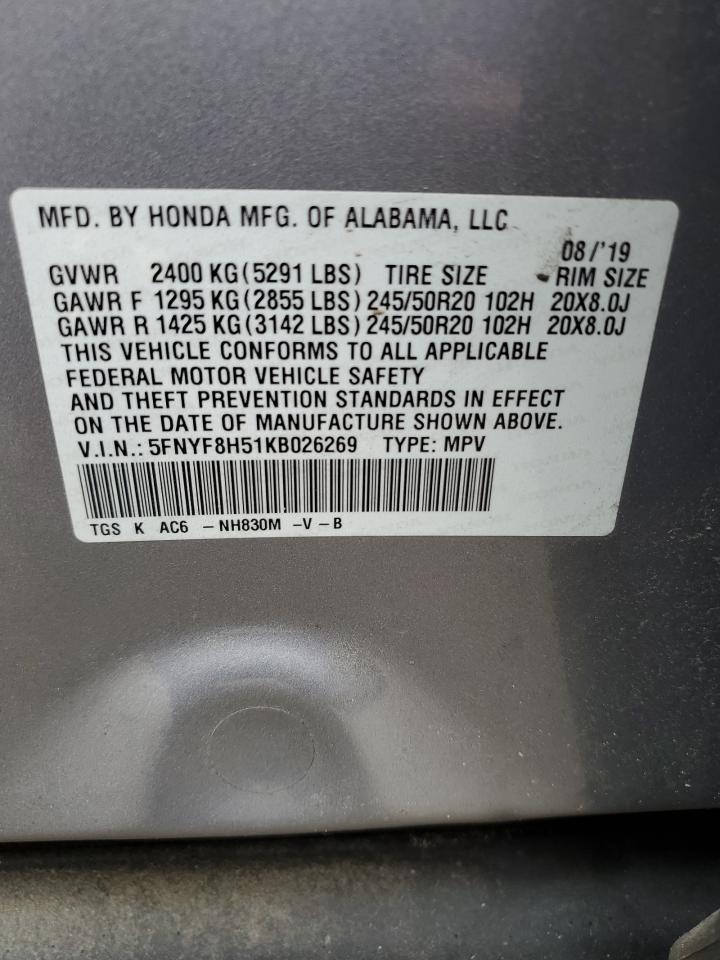 MFD. BY HONDA MFG. OF ALABAMA, LLC
08/'19
GVWR 2400 KG(5291 LBS) TIRE SIZE RIM SIZE
GAWR F 1295 KG(2855 LBS) 245/50R20 102H 20X8.0J
GAWR R 1425 KG(3142 LBS) 245/50R20 102H 20X8.0J
THIS VEHICLE CONFORMS TO ALL APPLICABLE
FEDERAL MOTOR VEHICLE SAFETY
AND THEFT PREVENTION STANDARDS IN EFFECT
ON THE DATE OF MANUFACTURE SHOWN ABOVE.
V.I.N.: 5FNYF8H51KB026269 TYPE: MPV
TGS K AC6 -NH830M -V-B